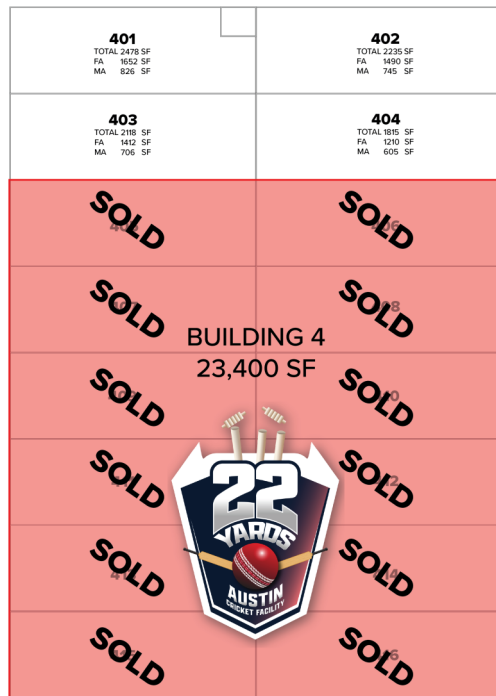 401
TOTAL 2478 SF
FA 1652 SF
MA 826 SF
402
TOTAL 2235 SF
FA 1490 SF
MA 745 SF
403
TOTAL 2118 SF
FA 1412 SF
MA 706 SF
404
TOTAL 1815 SF
FA 1210 SF
MA 605 SF
SOLD
SOLD
SOLD
SOLD
BUILDING 4
23,400 SF
SOLD
SOLD
SOLD
SOLD
22
YARDS
AUSTIN
CRICKET FACILITY
SOLD
SOLD
SOLD
SOLD